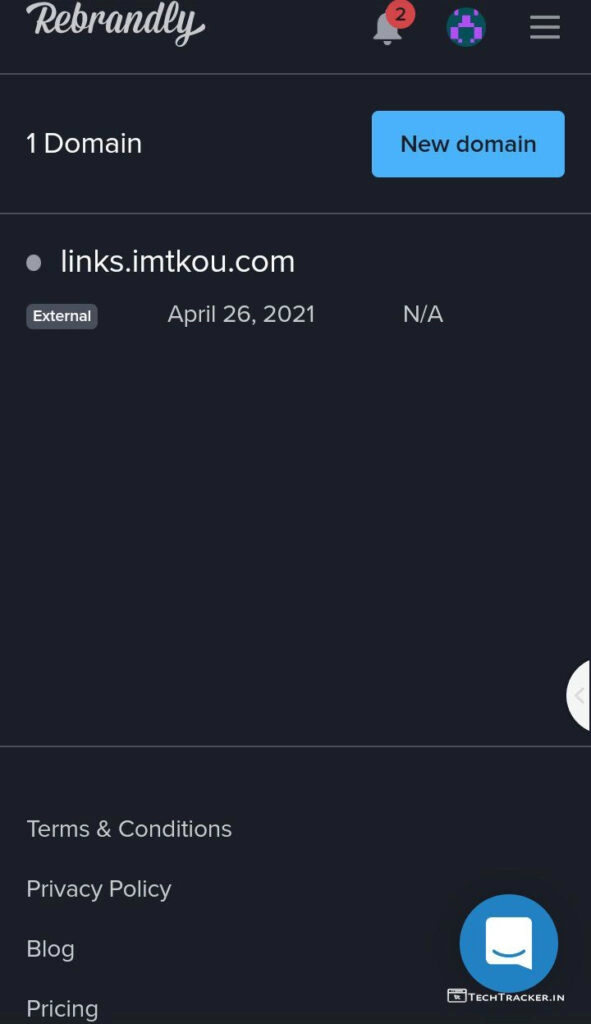 Rebrandly
2
1 Domain
New domain
links.imtkou.com
External April 26, 2021 N/A
Terms & Conditions
Privacy Policy
Blog
TECHTRACKER.IN
Pricing